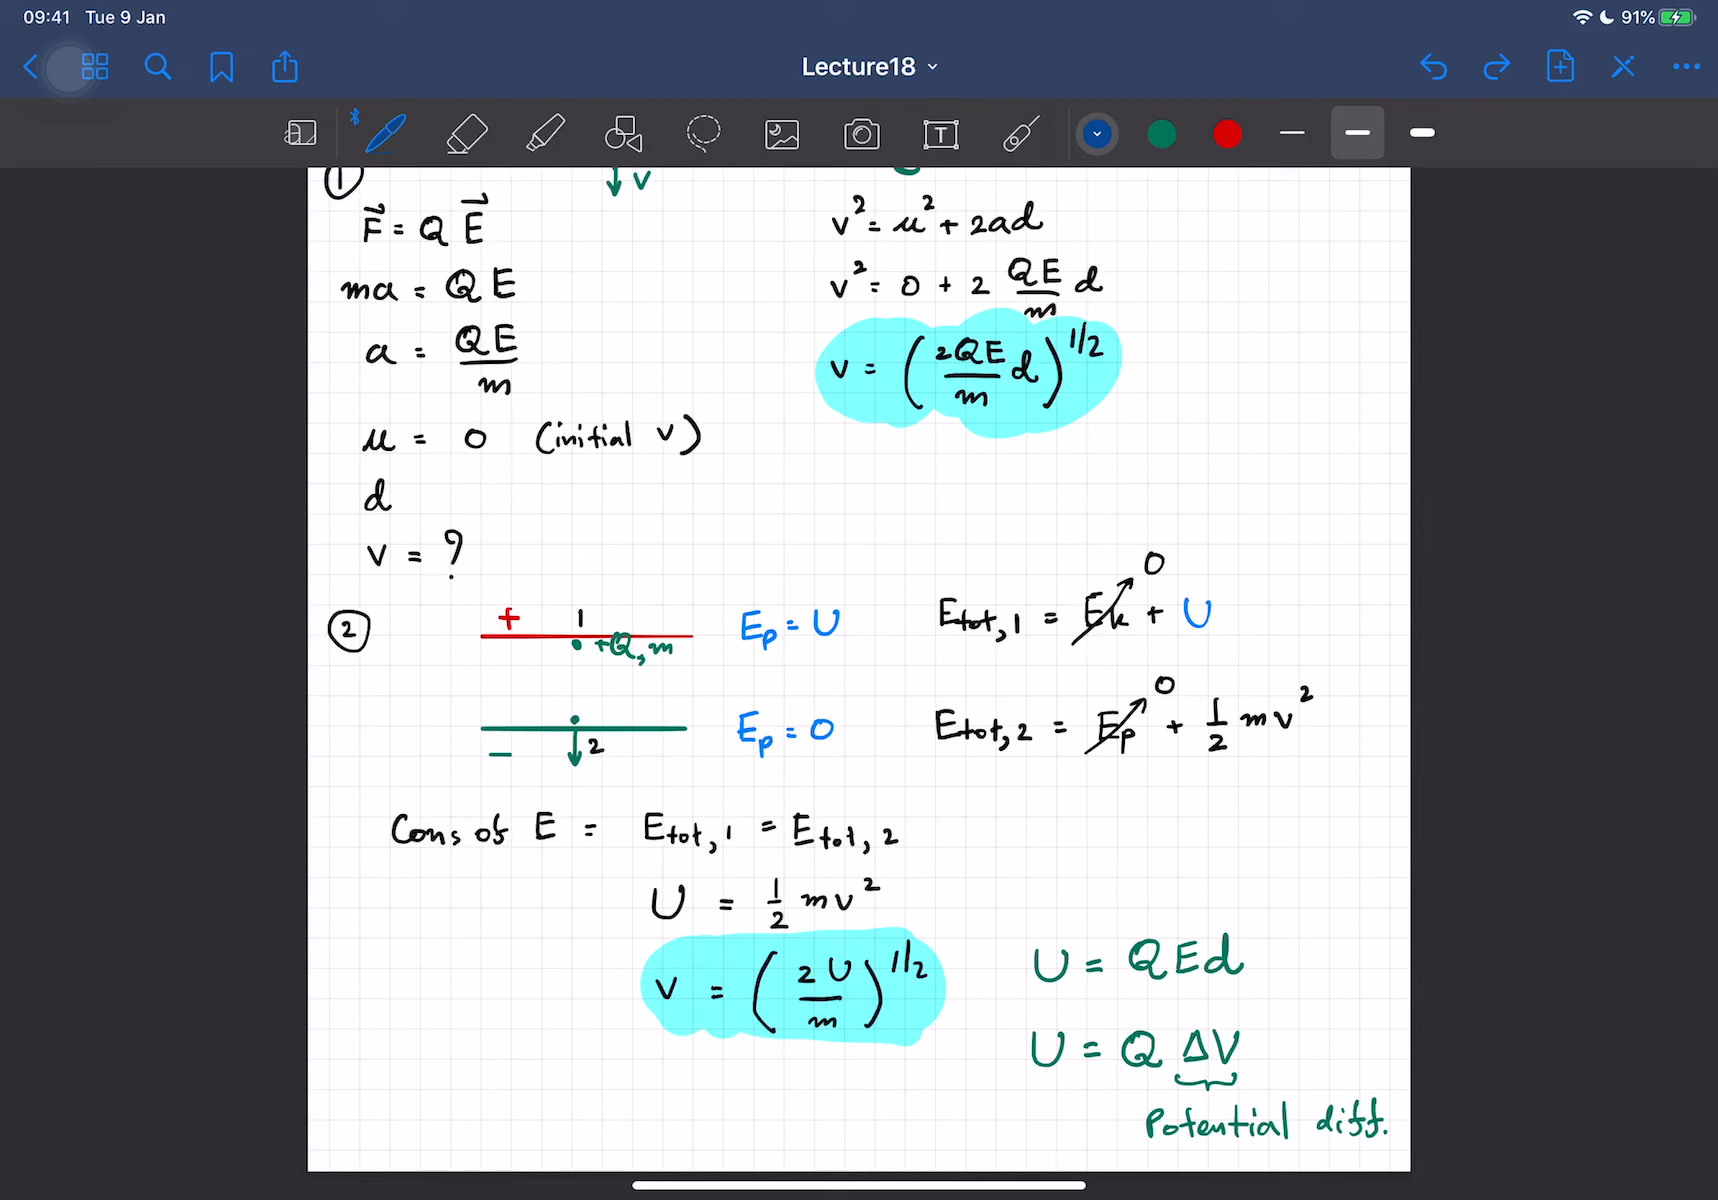 09:41 Tue 9 Jan
91%
Lecture18
T
①
v
F⃗ = Q E⃗
ma = Q E
a = QE/m
u = 0 (initial v)
d
v = ?
v² = u² + 2ad
v² = 0 + 2 QE/m d
v = (2QE/m d)^1/2
②
+ 1
+Q, m
Ep = U
Etot,1 = Ek→0 + U
− 2
Ep = 0
Etot,2 = Ep→0 + 1/2 mv²
Cons of E = Etot,1 = Etot,2
U = 1/2 mv²
v = (2U/m)^1/2
U = QEd
U = Q ΔV
Potential diff.